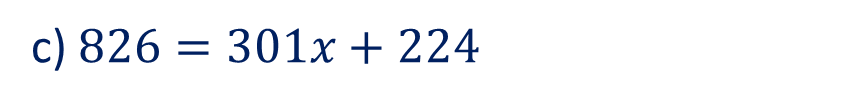 c) 826 = 301x + 224